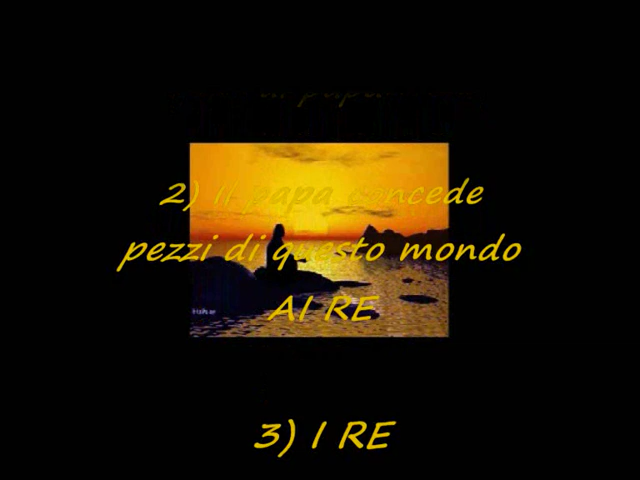 2) Il papa concede
pezzi di questo mondo
AI RE
3) I RE